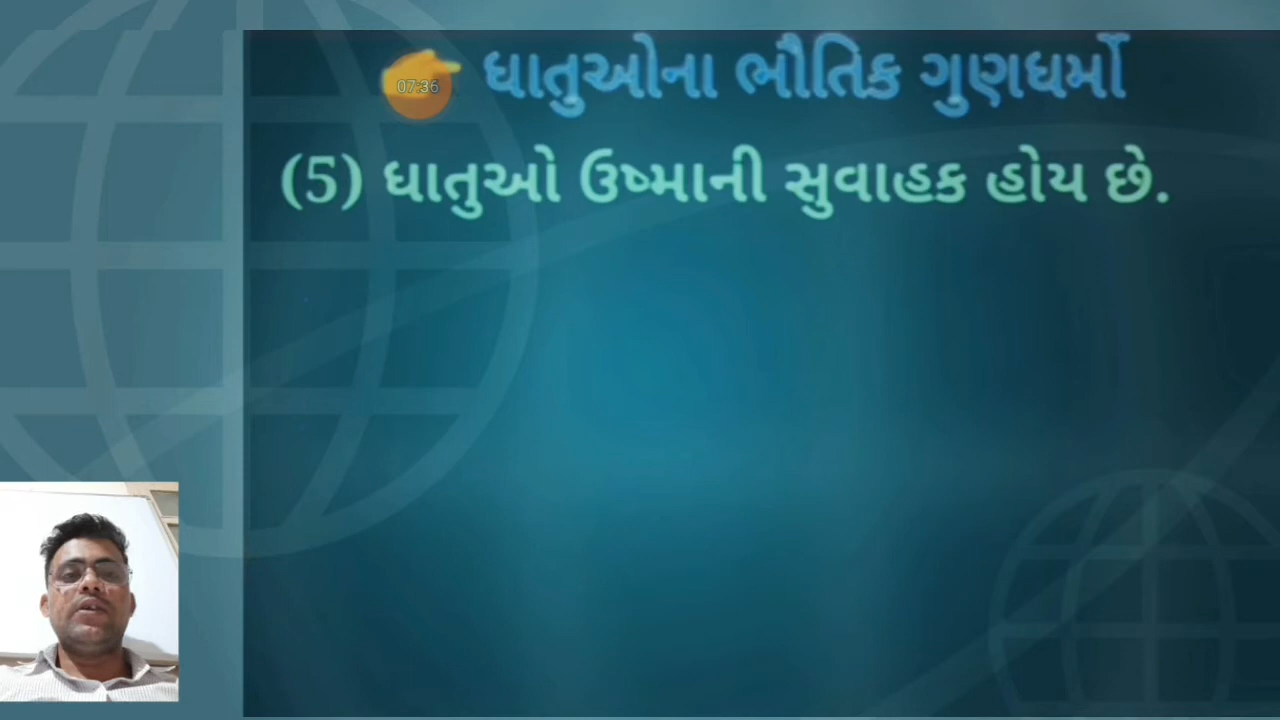 07:36
ધાતુઓના ભૌતિક ગુણધર્મો
(5) ધાતુઓ ઉષ્માની સુવાહક હોય છે.